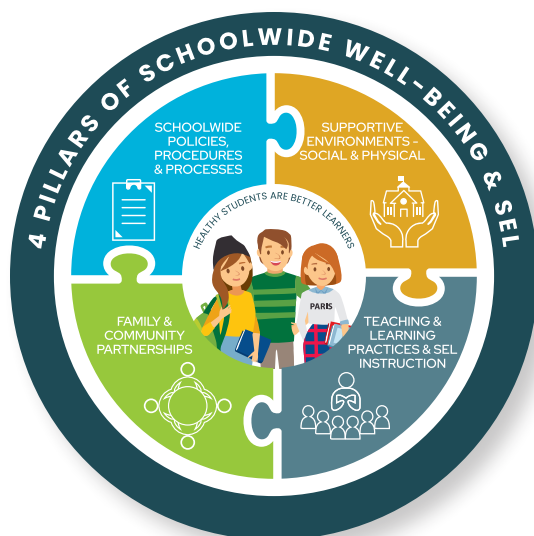 4 PILLARS OF SCHOOLWIDE WELL-BEING & SEL
SCHOOLWIDE
POLICIES,
PROCEDURES
& PROCESSES
SUPPORTIVE
ENVIRONMENTS -
SOCIAL & PHYSICAL
HEALTHY STUDENTS ARE BETTER LEARNERS
PARIS
FAMILY &
COMMUNITY
PARTNERSHIPS
TEACHING &
LEARNING
PRACTICES & SEL
INSTRUCTION